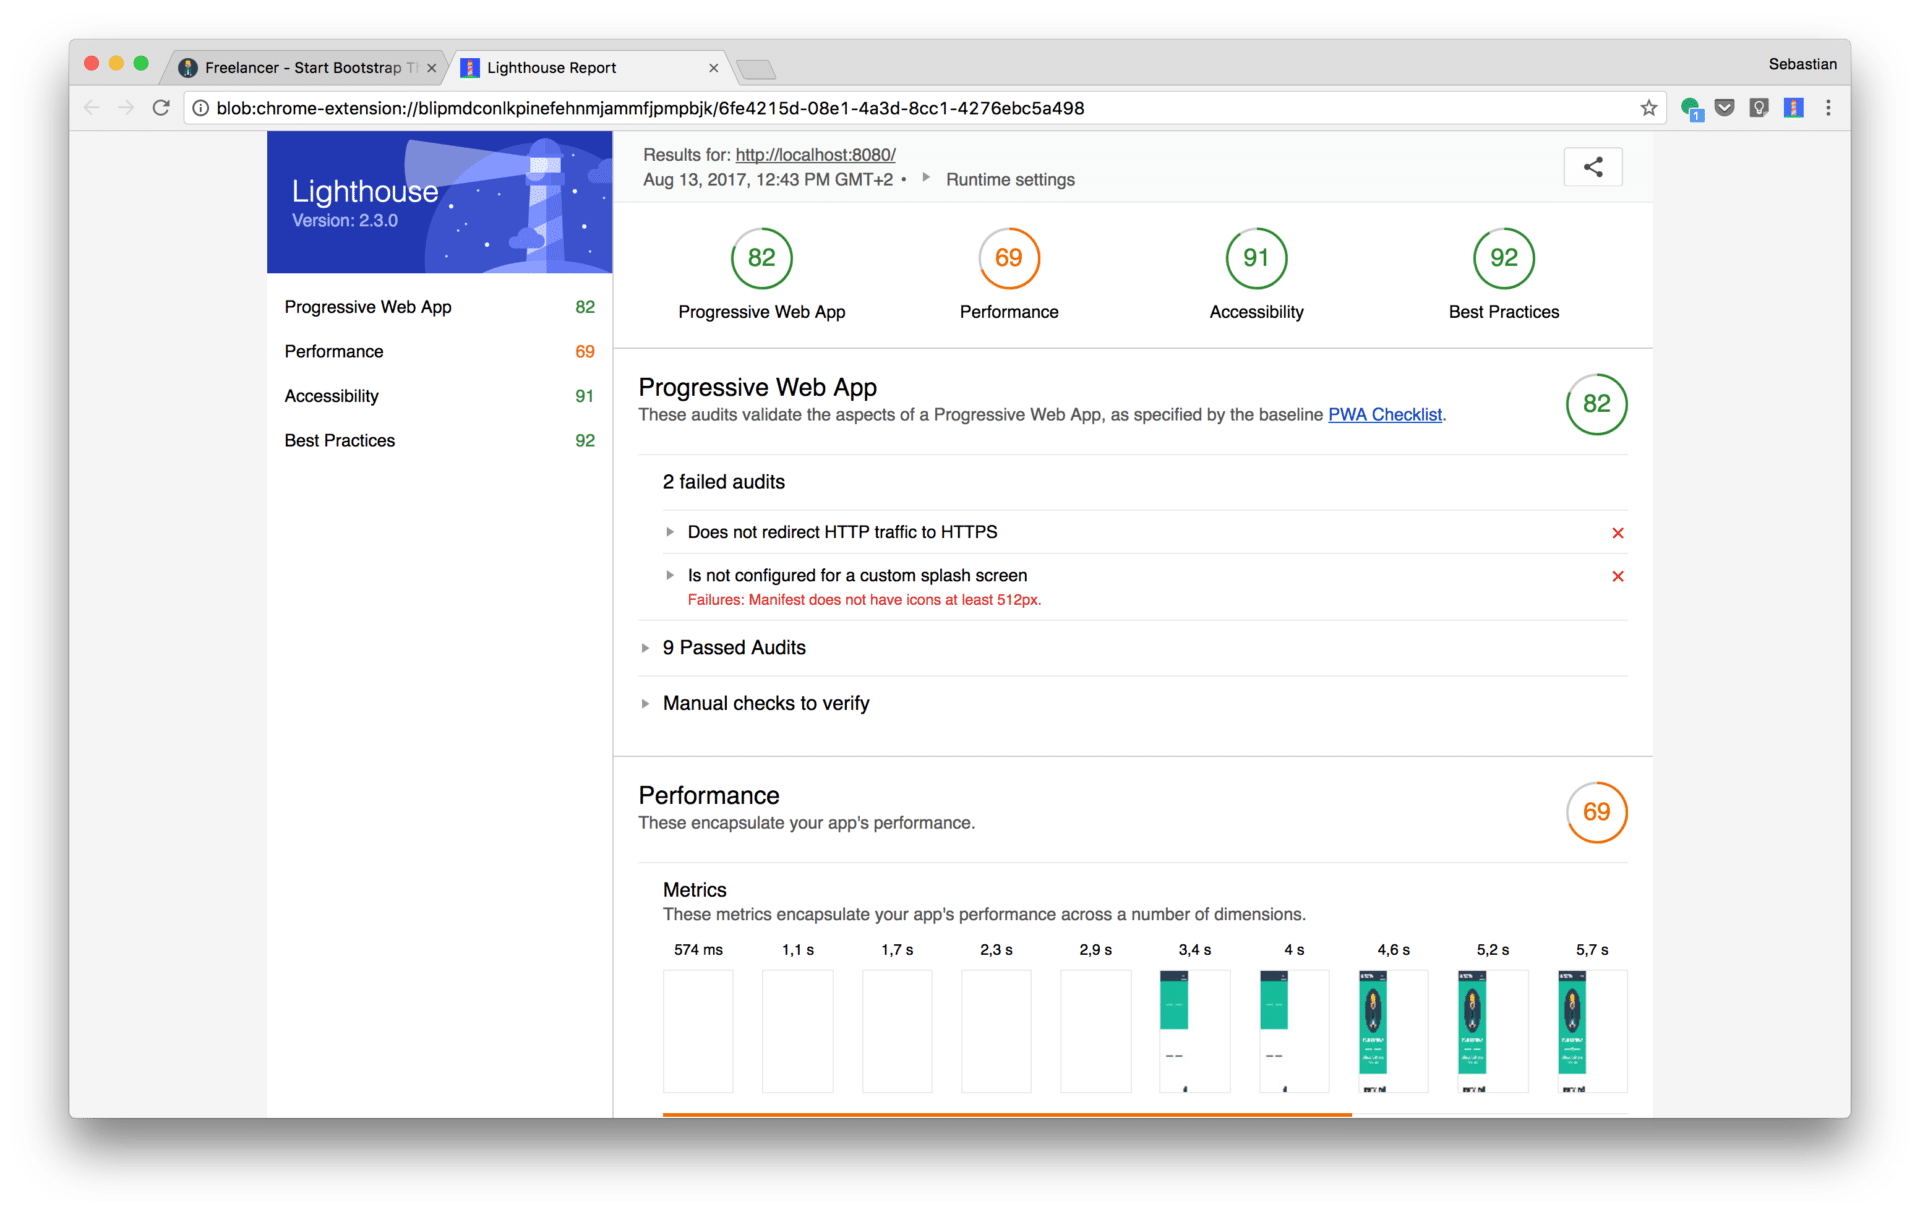 Freelancer - Start Bootstrap
Lighthouse Report
Sebastian
blob:chrome-extension://blipmdconlkpinefehnmjammfjpmpbjk/6fe4215d-08e1-4a3d-8cc1-4276ebc5a498
1
Lighthouse
Version: 2.3.0
Progressive Web App 82
Performance 69
Accessibility 91
Best Practices 92
Results for: http://localhost:8080/
Aug 13, 2017, 12:43 PM GMT+2 • Runtime settings
82 69 91 92
Progressive Web App Performance Accessibility Best Practices
Progressive Web App
These audits validate the aspects of a Progressive Web App, as specified by the baseline PWA Checklist.
82
2 failed audits
Does not redirect HTTP traffic to HTTPS
Is not configured for a custom splash screen
Failures: Manifest does not have icons at least 512px.
9 Passed Audits
Manual checks to verify
Performance
These encapsulate your app's performance.
69
Metrics
These metrics encapsulate your app's performance across a number of dimensions.
574 ms 1,1 s 1,7 s 2,3 s 2,9 s 3,4 s 4 s 4,6 s 5,2 s 5,7 s